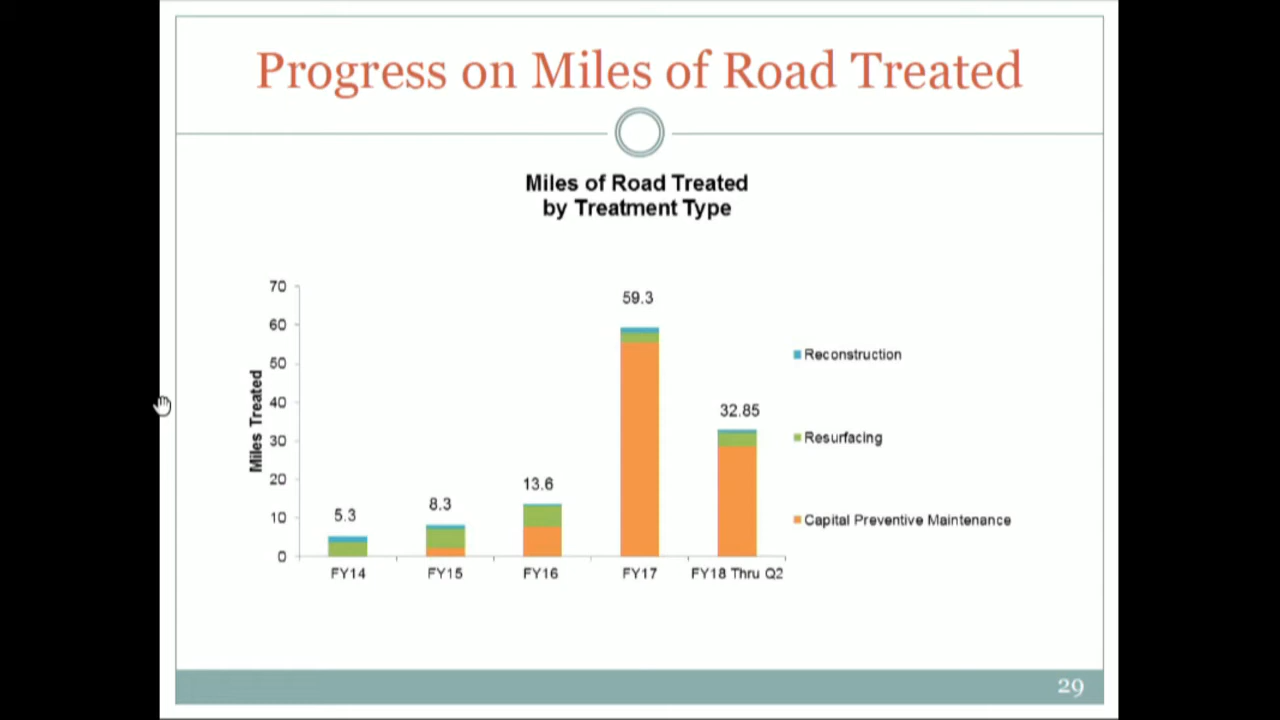 Progress on Miles of Road Treated
Miles of Road Treated
by Treatment Type
70
60
50
40
30
20
10
0
Miles Treated
5.3
8.3
13.6
59.3
32.85
FY14
FY15
FY16
FY17
FY18 Thru Q2
Reconstruction
Resurfacing
Capital Preventive Maintenance
29